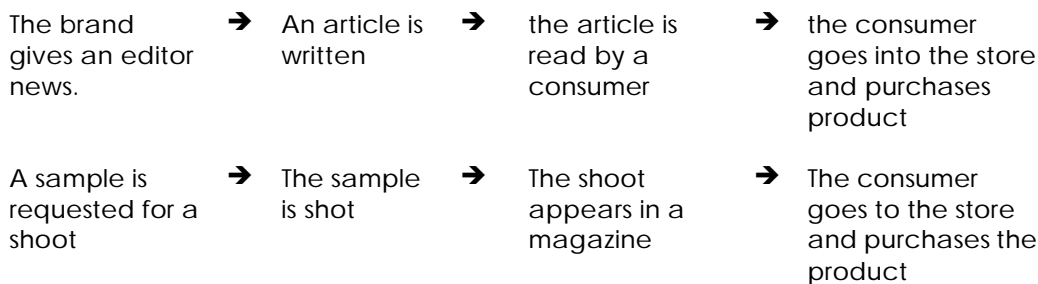 The brand gives an editor news. ➔ An article is written ➔ the article is read by a consumer ➔ the consumer goes into the store and purchases product
A sample is requested for a shoot ➔ The sample is shot ➔ The shoot appears in a magazine ➔ The consumer goes to the store and purchases the product